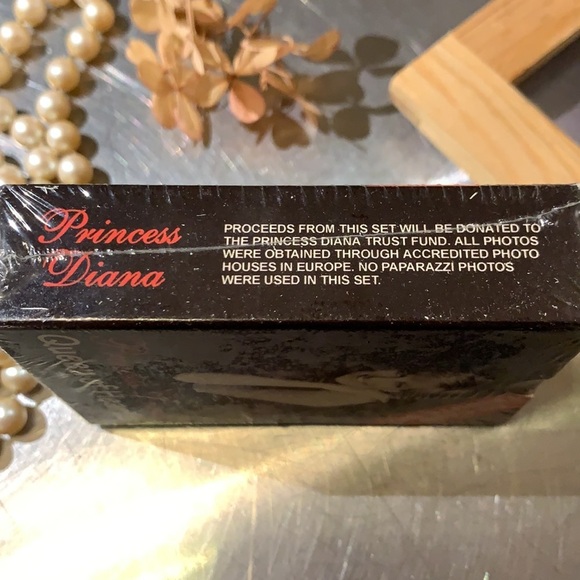 Princess
Diana
PROCEEDS FROM THIS SET WILL BE DONATED TO
THE PRINCESS DIANA TRUST FUND. ALL PHOTOS
WERE OBTAINED THROUGH ACCREDITED PHOTO
HOUSES IN EUROPE. NO PAPARAZZI PHOTOS
WERE USED IN THIS SET.